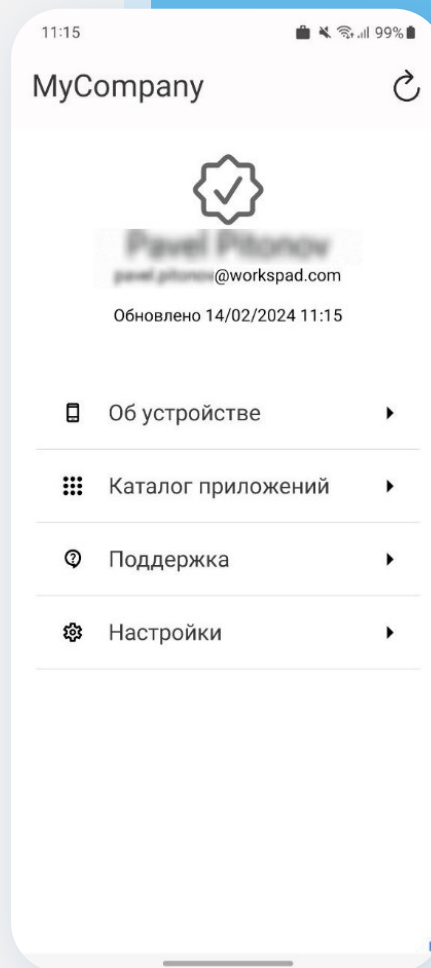 11:15 99%
MyCompany
@workspad.com
Обновлено 14/02/2024 11:15
Об устройстве
Каталог приложений
Поддержка
Настройки